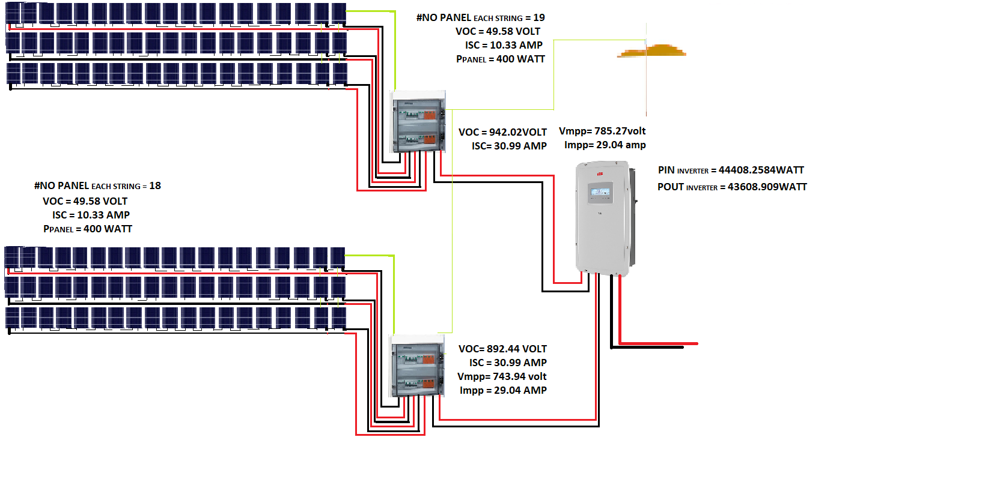 #NO PANEL EACH STRING = 19
VOC = 49.58 VOLT
ISC = 10.33 AMP
PPANEL = 400 WATT
VOC = 942.02VOLT
ISC= 30.99 AMP
Vmpp= 785.27volt
Impp= 29.04 amp
PIN INVERTER = 44408.2584WATT
POUT INVERTER = 43608.909WATT
#NO PANEL EACH STRING = 18
VOC = 49.58 VOLT
ISC = 10.33 AMP
PPANEL = 400 WATT
VOC= 892.44 VOLT
ISC = 30.99 AMP
Vmpp= 743.94 volt
Impp = 29.04 AMP